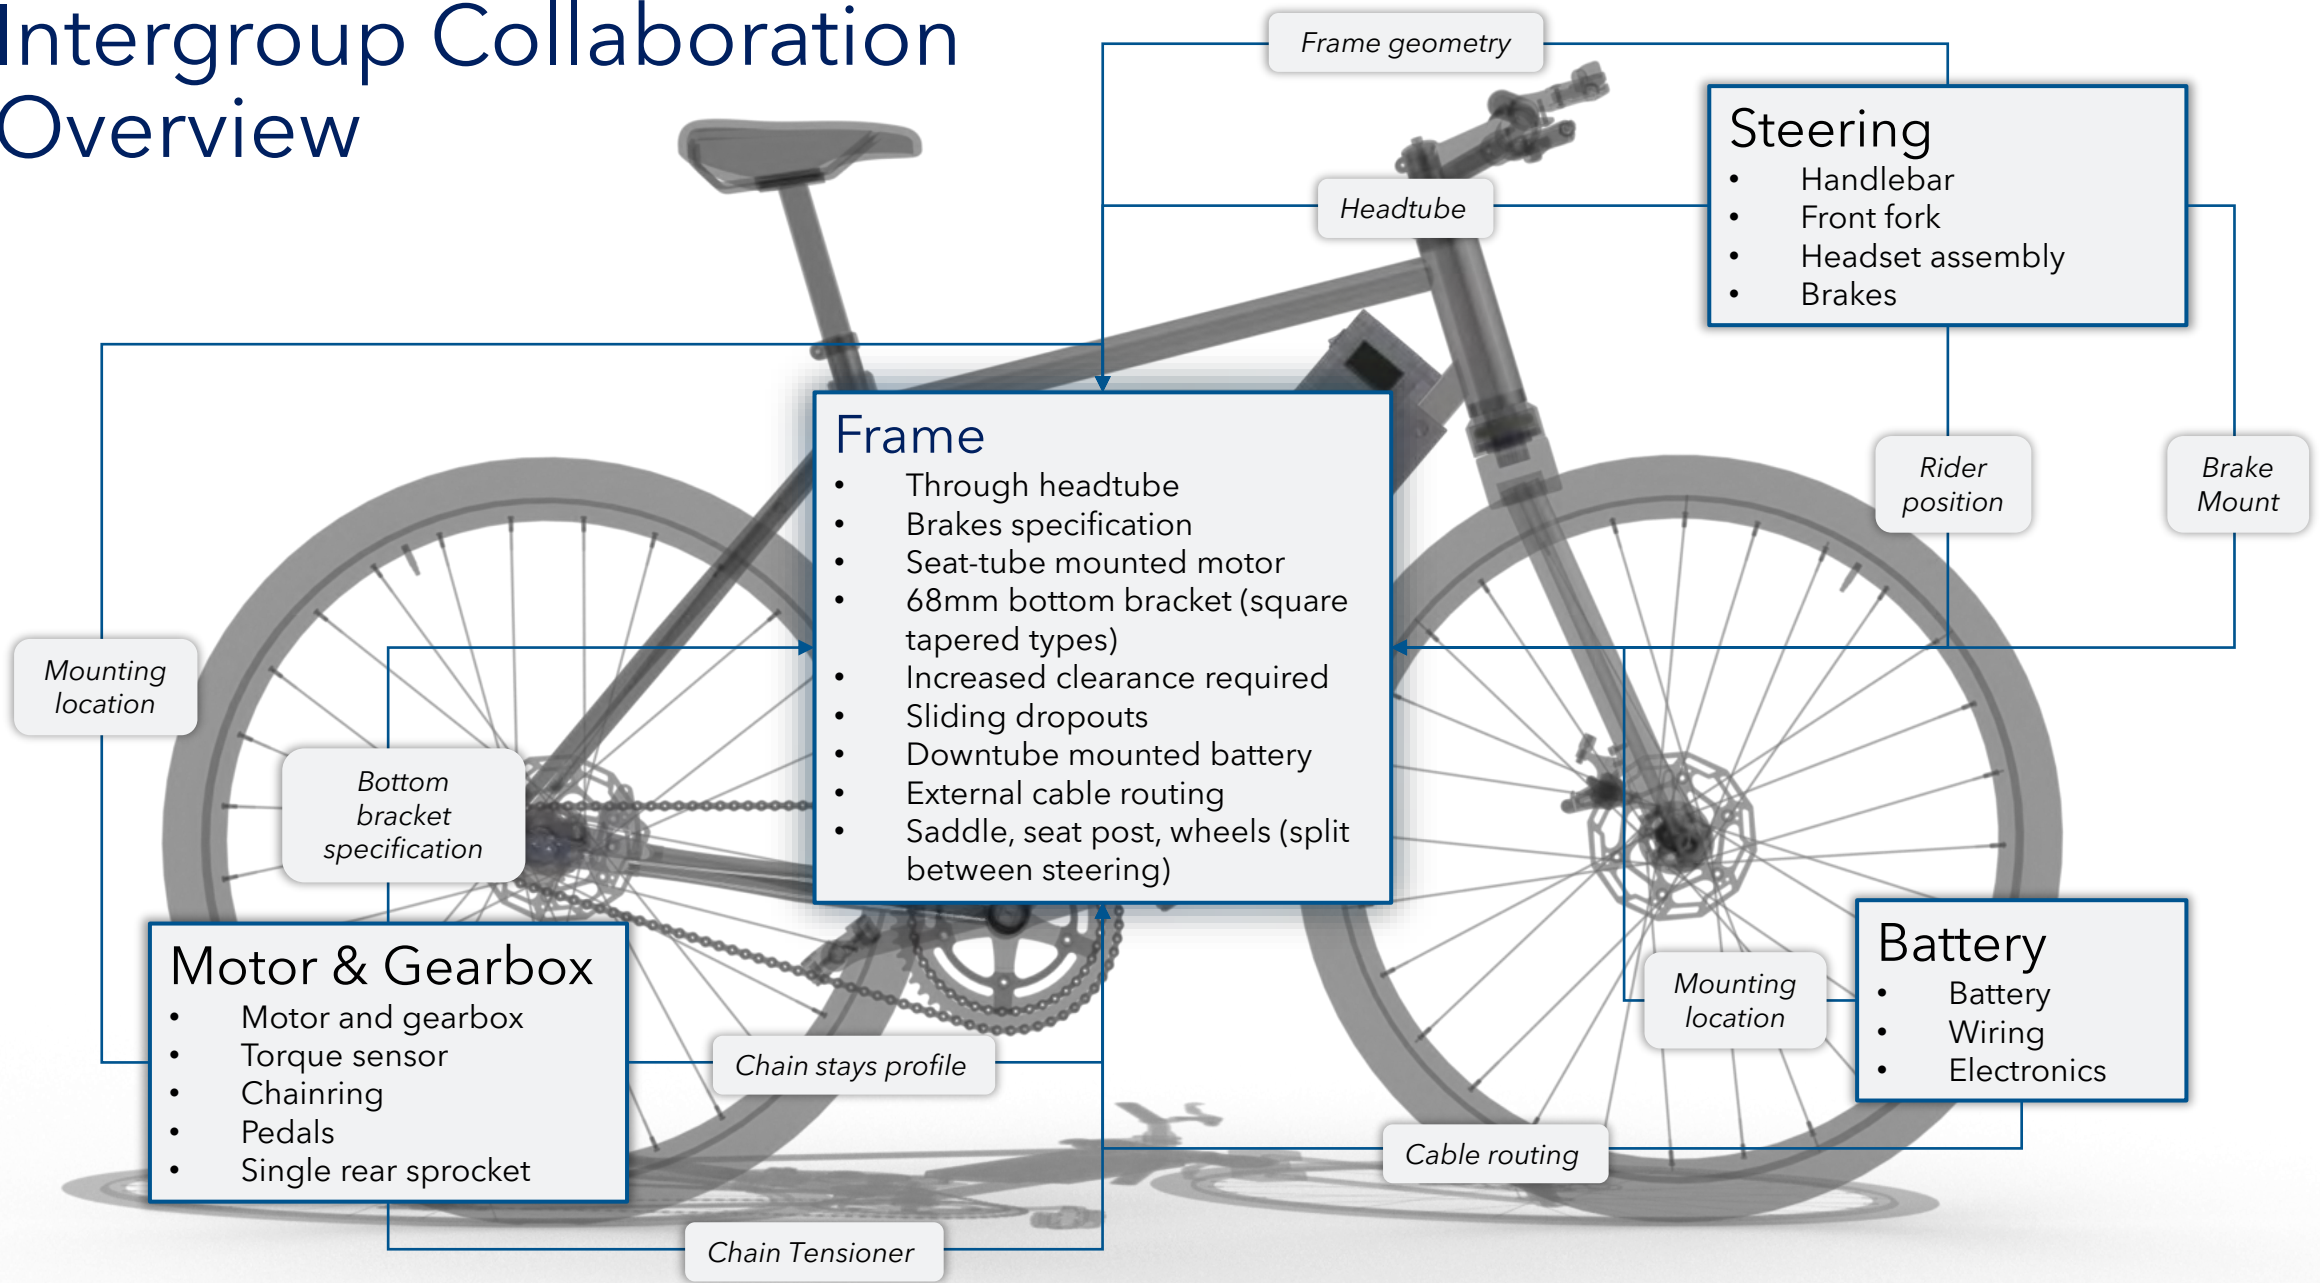 Intergroup Collaboration
Overview
Frame geometry
Steering
• Handlebar
• Front fork
• Headset assembly
• Brakes
Headtube
Frame
• Through headtube
• Brakes specification
• Seat-tube mounted motor
• 68mm bottom bracket (square
tapered types)
• Increased clearance required
• Sliding dropouts
• Downtube mounted battery
• External cable routing
• Saddle, seat post, wheels (split
between steering)
Rider
position
Brake
Mount
Mounting
location
Bottom
bracket
specification
Motor & Gearbox
• Motor and gearbox
• Torque sensor
• Chainring
• Pedals
• Single rear sprocket
Chain stays profile
Mounting
location
Battery
• Battery
• Wiring
• Electronics
Cable routing
Chain Tensioner